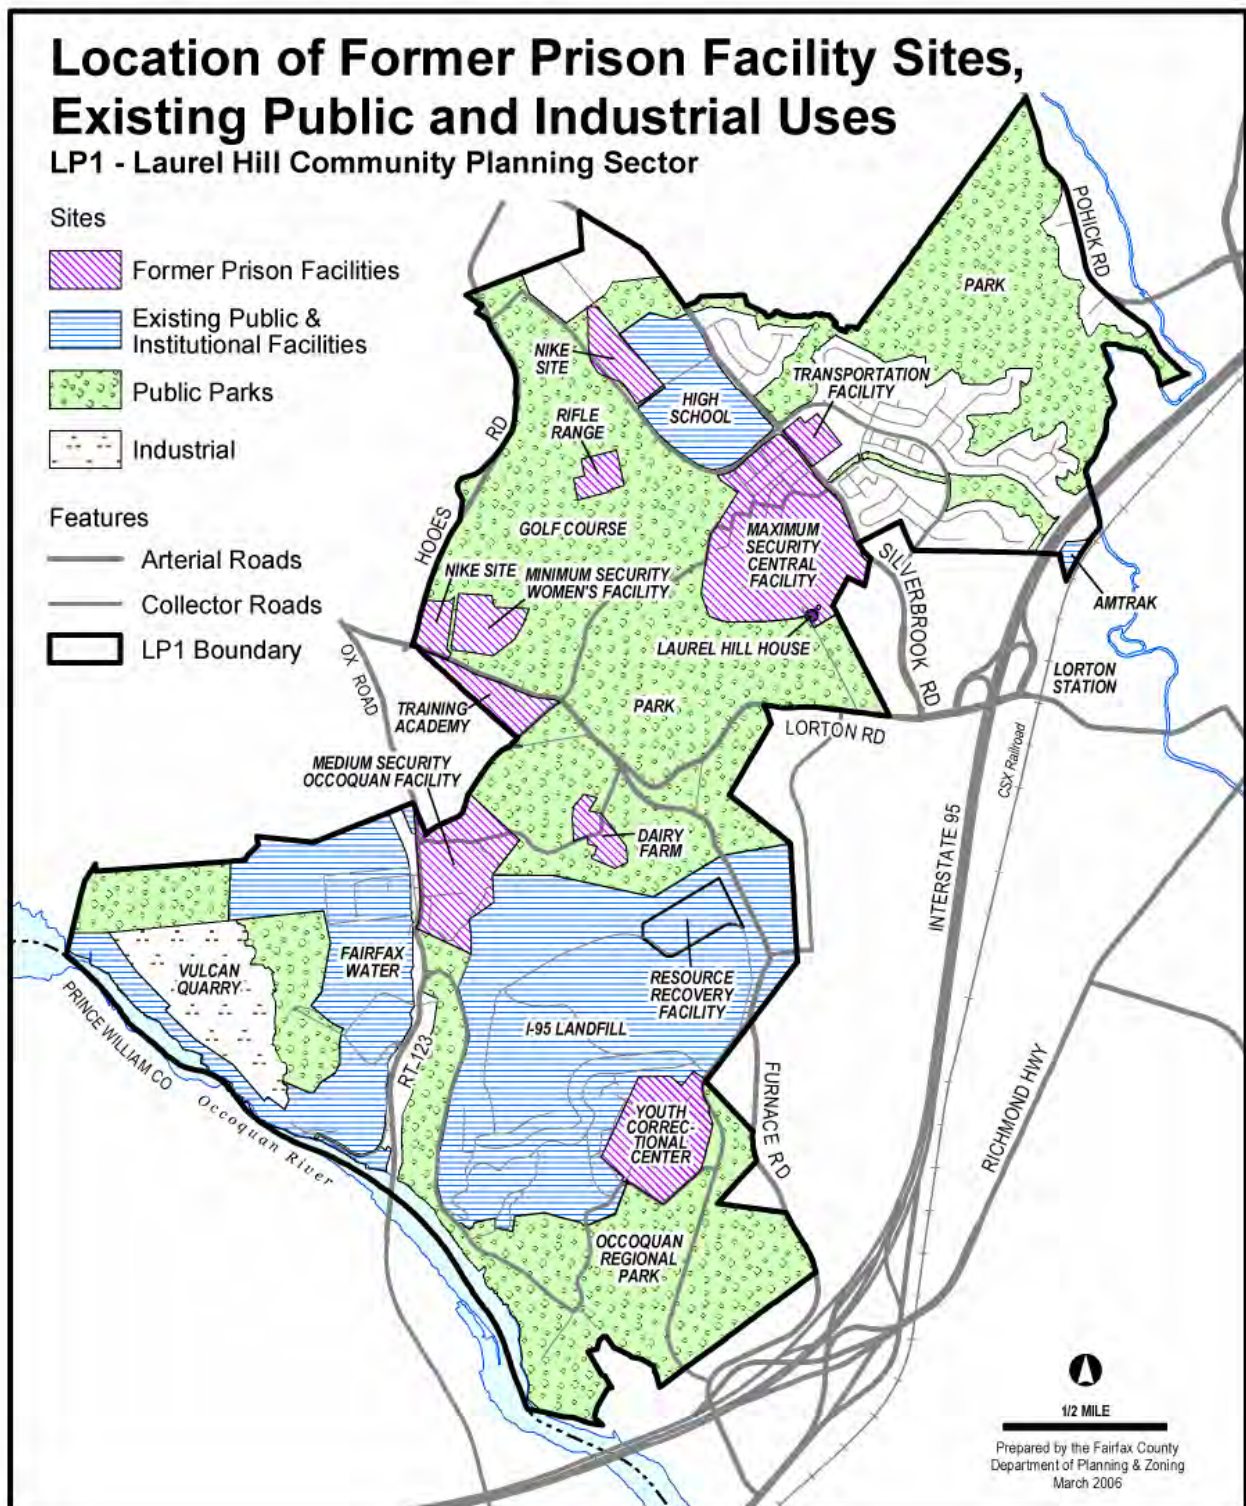 Location of Former Prison Facility Sites,
Existing Public and Industrial Uses
LP1 - Laurel Hill Community Planning Sector
Sites
Former Prison Facilities
Existing Public &
Institutional Facilities
Public Parks
Industrial
Features
Arterial Roads
Collector Roads
LP1 Boundary
POHICK RD
PARK
NIKE
SITE
HIGH
SCHOOL
TRANSPORTATION
FACILITY
RIFLE
RANGE
HOOES RD
GOLF COURSE
MAXIMUM
SECURITY
CENTRAL
FACILITY
SILVERBROOK RD
NIKE SITE
MINIMUM SECURITY
WOMEN'S FACILITY
AMTRAK
LAUREL HILL HOUSE
OX ROAD
LORTON
STATION
TRAINING
ACADEMY
PARK
LORTON RD
CSX Railroad
MEDIUM SECURITY
OCCOQUAN FACILITY
DAIRY
FARM
INTERSTATE 95
FAIRFAX
WATER
VULCAN
QUARRY
RESOURCE
RECOVERY
FACILITY
PRINCE WILLIAM CO
I-95 LANDFILL
RT-123
FURNACE RD
RICHMOND HWY
Occoquan River
YOUTH
CORREC-
TIONAL
CENTER
OCCOQUAN
REGIONAL
PARK
1/2 MILE
Prepared by the Fairfax County
Department of Planning & Zoning
March 2006